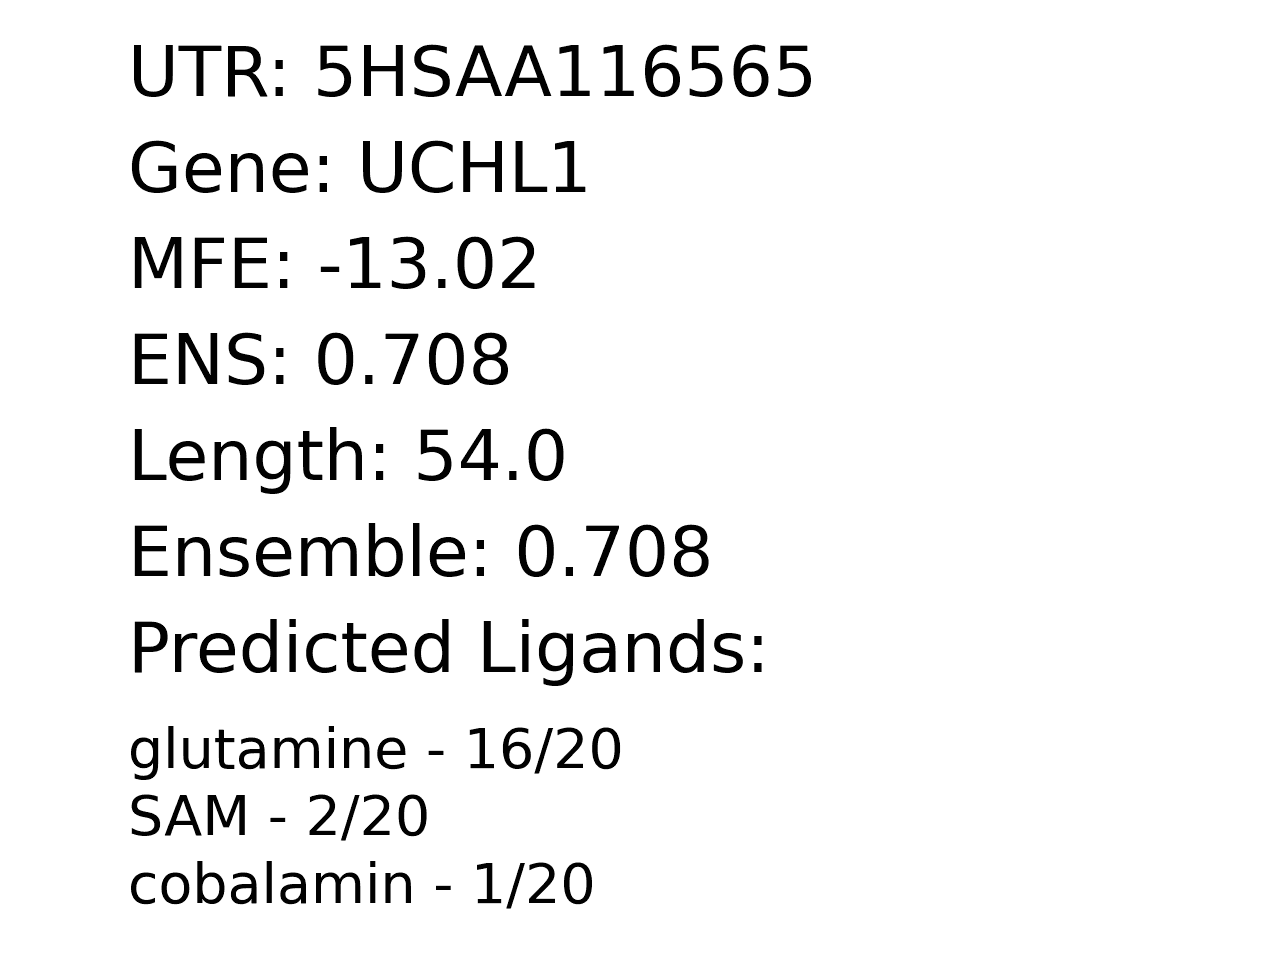 UTR: 5HSAA116565
Gene: UCHL1
MFE: -13.02
ENS: 0.708
Length: 54.0
Ensemble: 0.708
Predicted Ligands:
glutamine - 16/20
SAM - 2/20
cobalamin - 1/20